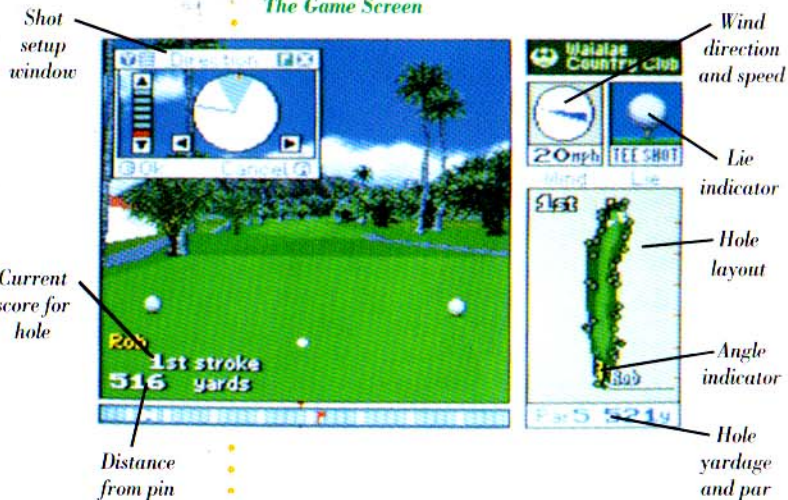 The Game Screen
Shot
setup
window
Direction
Ok Cancel
Current
score for
hole
Rob
1st stroke
516 yards
Distance
from pin
Waialae
Country Club
20mph
TEE SHOT
Wind Lie
1st
Rob
Par5 521y
Wind
direction
and speed
Lie
indicator
Hole
layout
Angle
indicator
Hole
yardage
and par